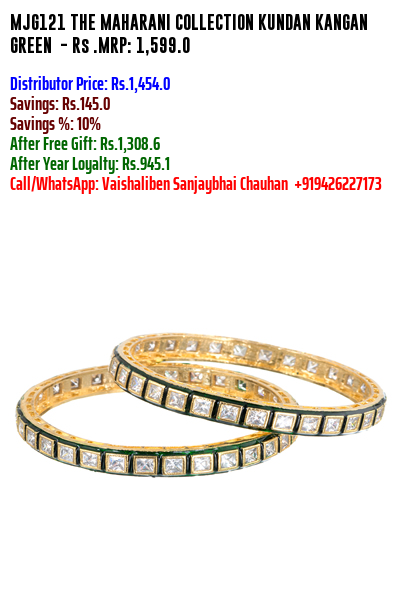 MJG121 THE MAHARANI COLLECTION KUNDAN KANGAN
GREEN - Rs .MRP: 1,599.0
Distributor Price: Rs.1,454.0
Savings: Rs.145.0
Savings %: 10%
After Free Gift: Rs.1,308.6
After Year Loyalty: Rs.945.1
Call/WhatsApp: Vaishaliben Sanjaybhai Chauhan +919426227173